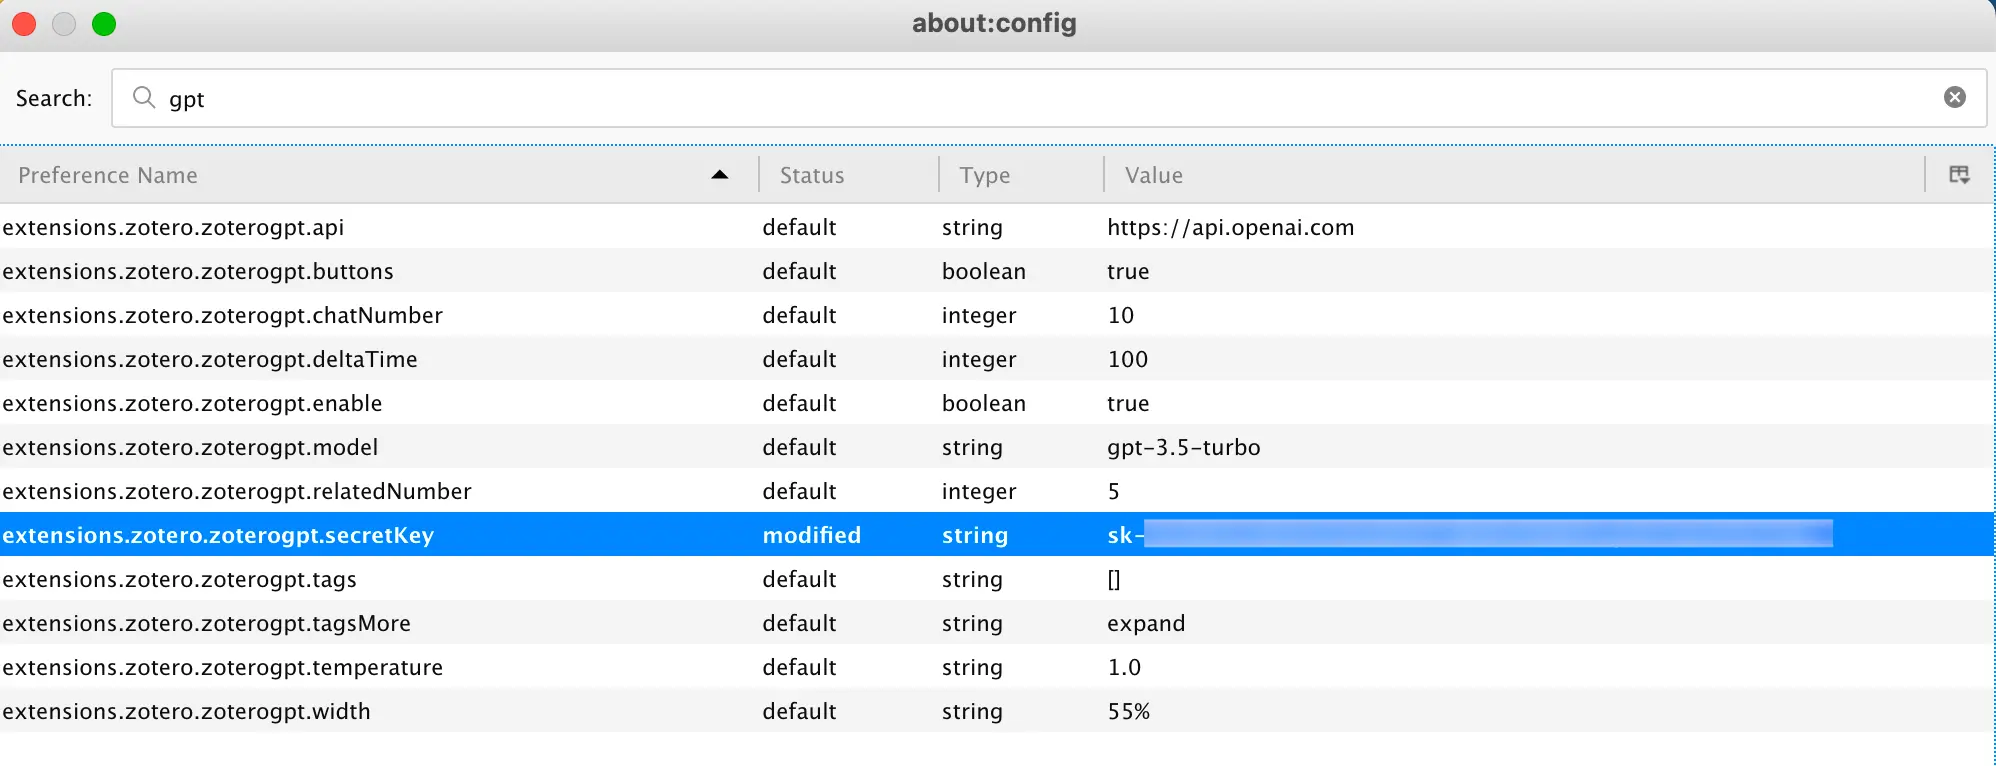 about:config
Search: gpt
Preference Name Status Type Value
extensions.zotero.zoterogpt.api default string https://api.openai.com
extensions.zotero.zoterogpt.buttons default boolean true
extensions.zotero.zoterogpt.chatNumber default integer 10
extensions.zotero.zoterogpt.deltaTime default integer 100
extensions.zotero.zoterogpt.enable default boolean true
extensions.zotero.zoterogpt.model default string gpt-3.5-turbo
extensions.zotero.zoterogpt.relatedNumber default integer 5
extensions.zotero.zoterogpt.secretKey modified string sk-
extensions.zotero.zoterogpt.tags default string []
extensions.zotero.zoterogpt.tagsMore default string expand
extensions.zotero.zoterogpt.temperature default string 1.0
extensions.zotero.zoterogpt.width default string 55%